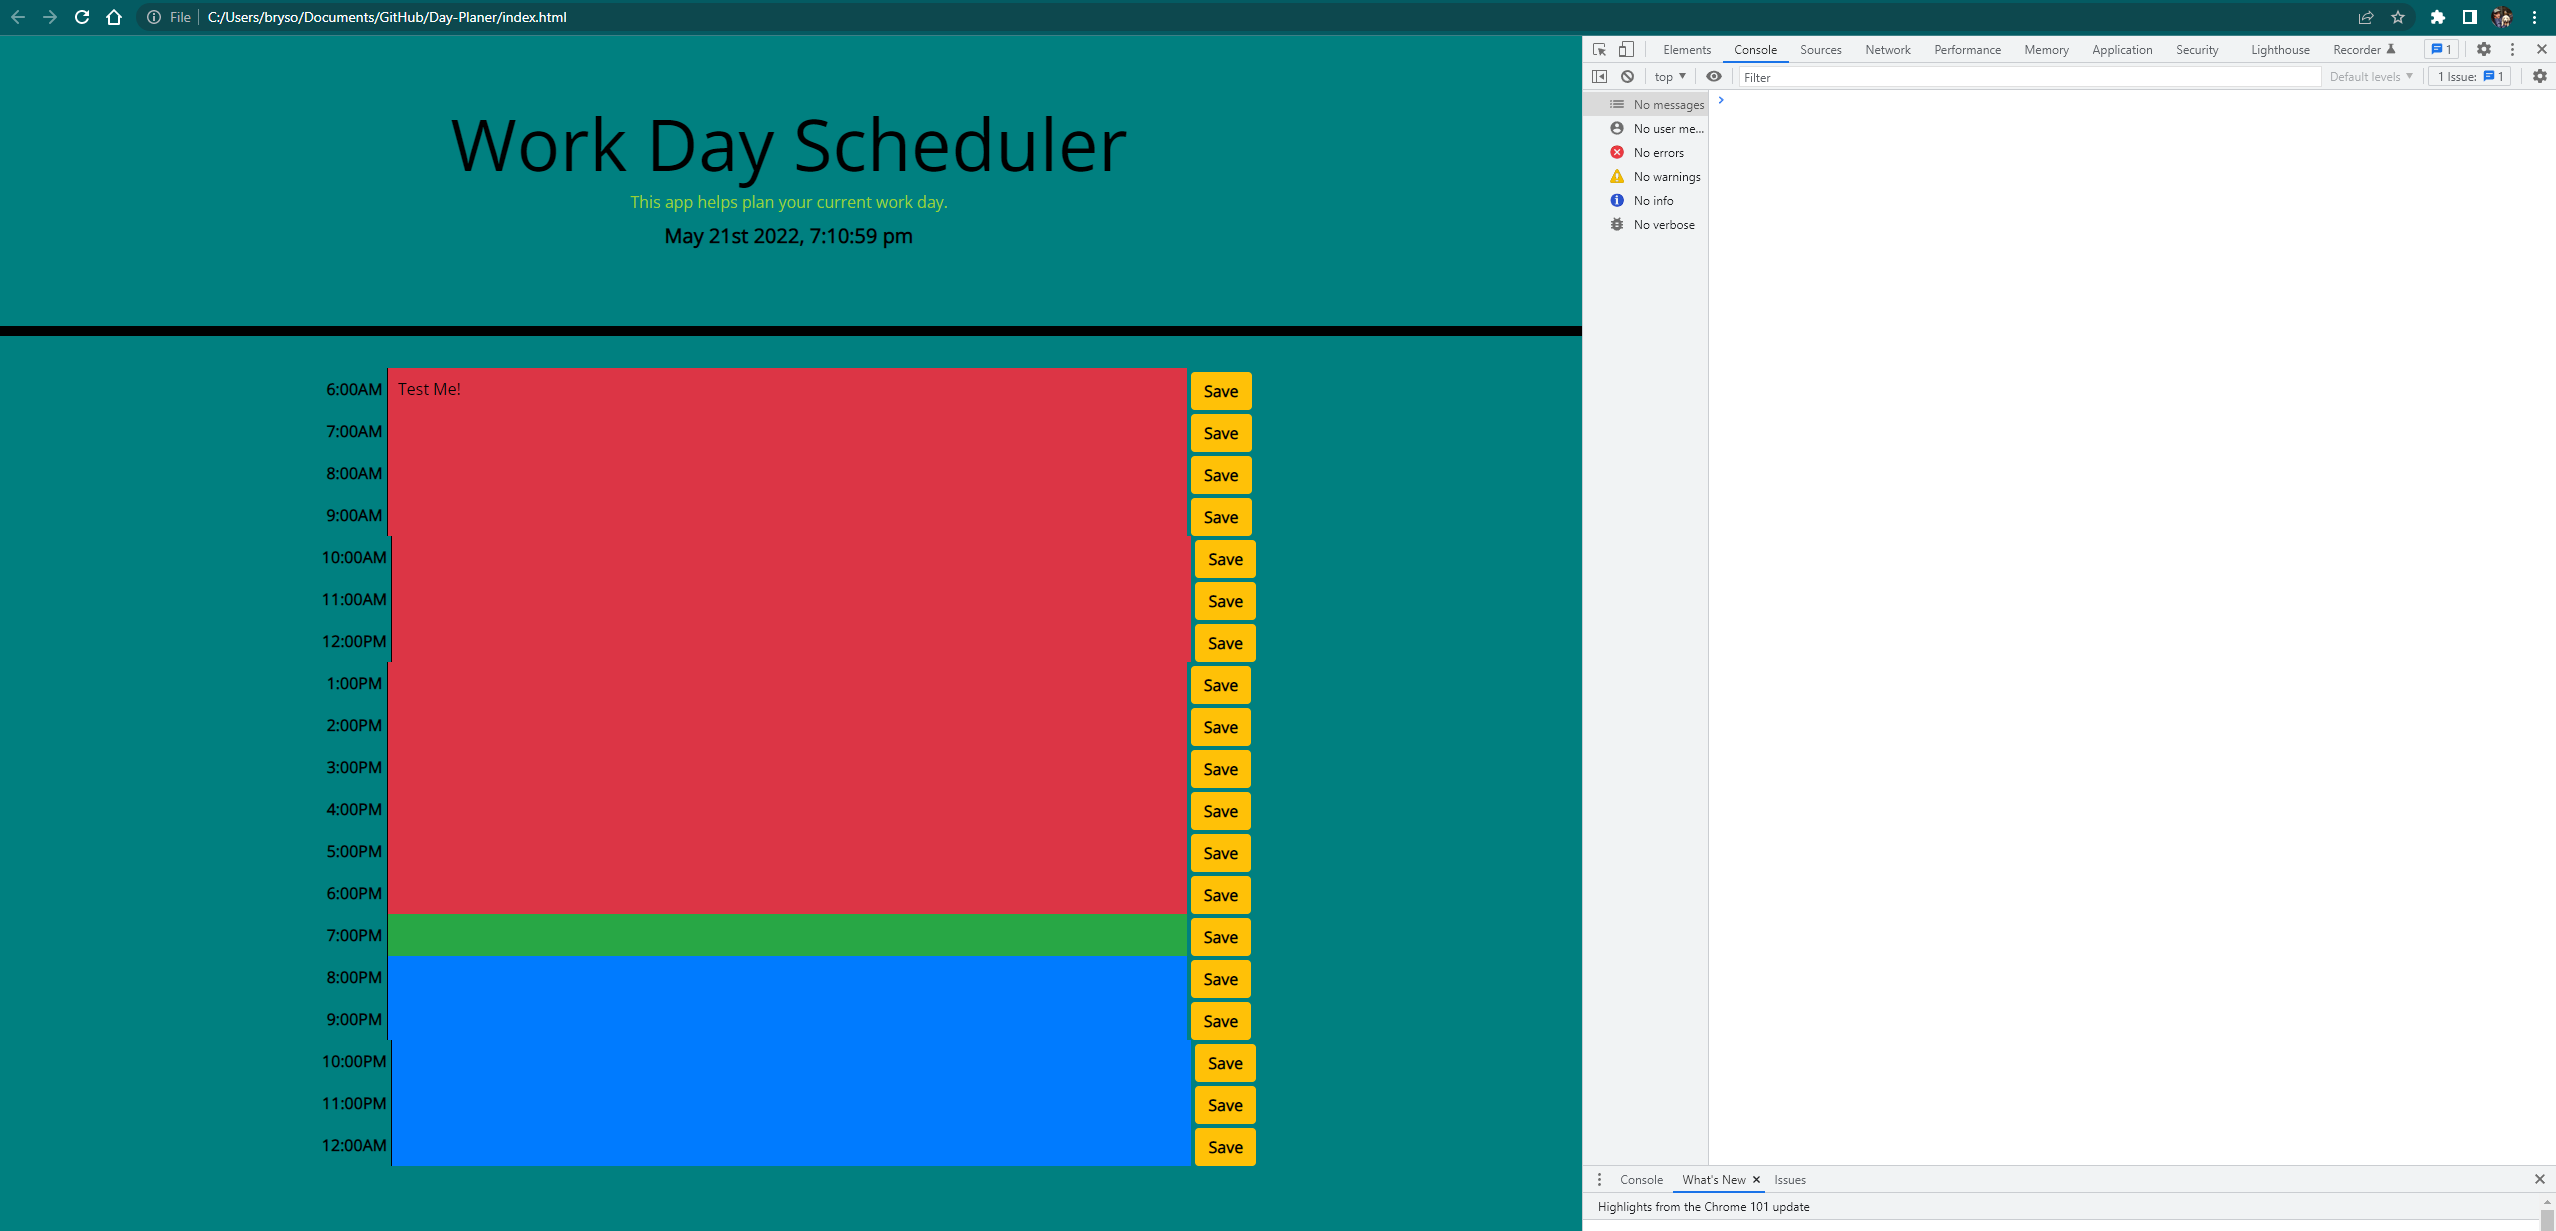 File C:/Users/bryso/Documents/GitHub/Day-Planer/index.html
Work Day Scheduler
This app helps plan your current work day.
May 21st 2022, 7:10:59 pm
6:00AM Test Me! Save
7:00AM Save
8:00AM Save
9:00AM Save
10:00AM Save
11:00AM Save
12:00PM Save
1:00PM Save
2:00PM Save
3:00PM Save
4:00PM Save
5:00PM Save
6:00PM Save
7:00PM Save
8:00PM Save
9:00PM Save
10:00PM Save
11:00PM Save
12:00AM Save
Elements Console Sources Network Performance Memory Application Security Lighthouse Recorder 1
top Filter Default levels 1 Issue: 1
No messages
No user me...
No errors
No warnings
No info
No verbose
Console What's New Issues
Highlights from the Chrome 101 update